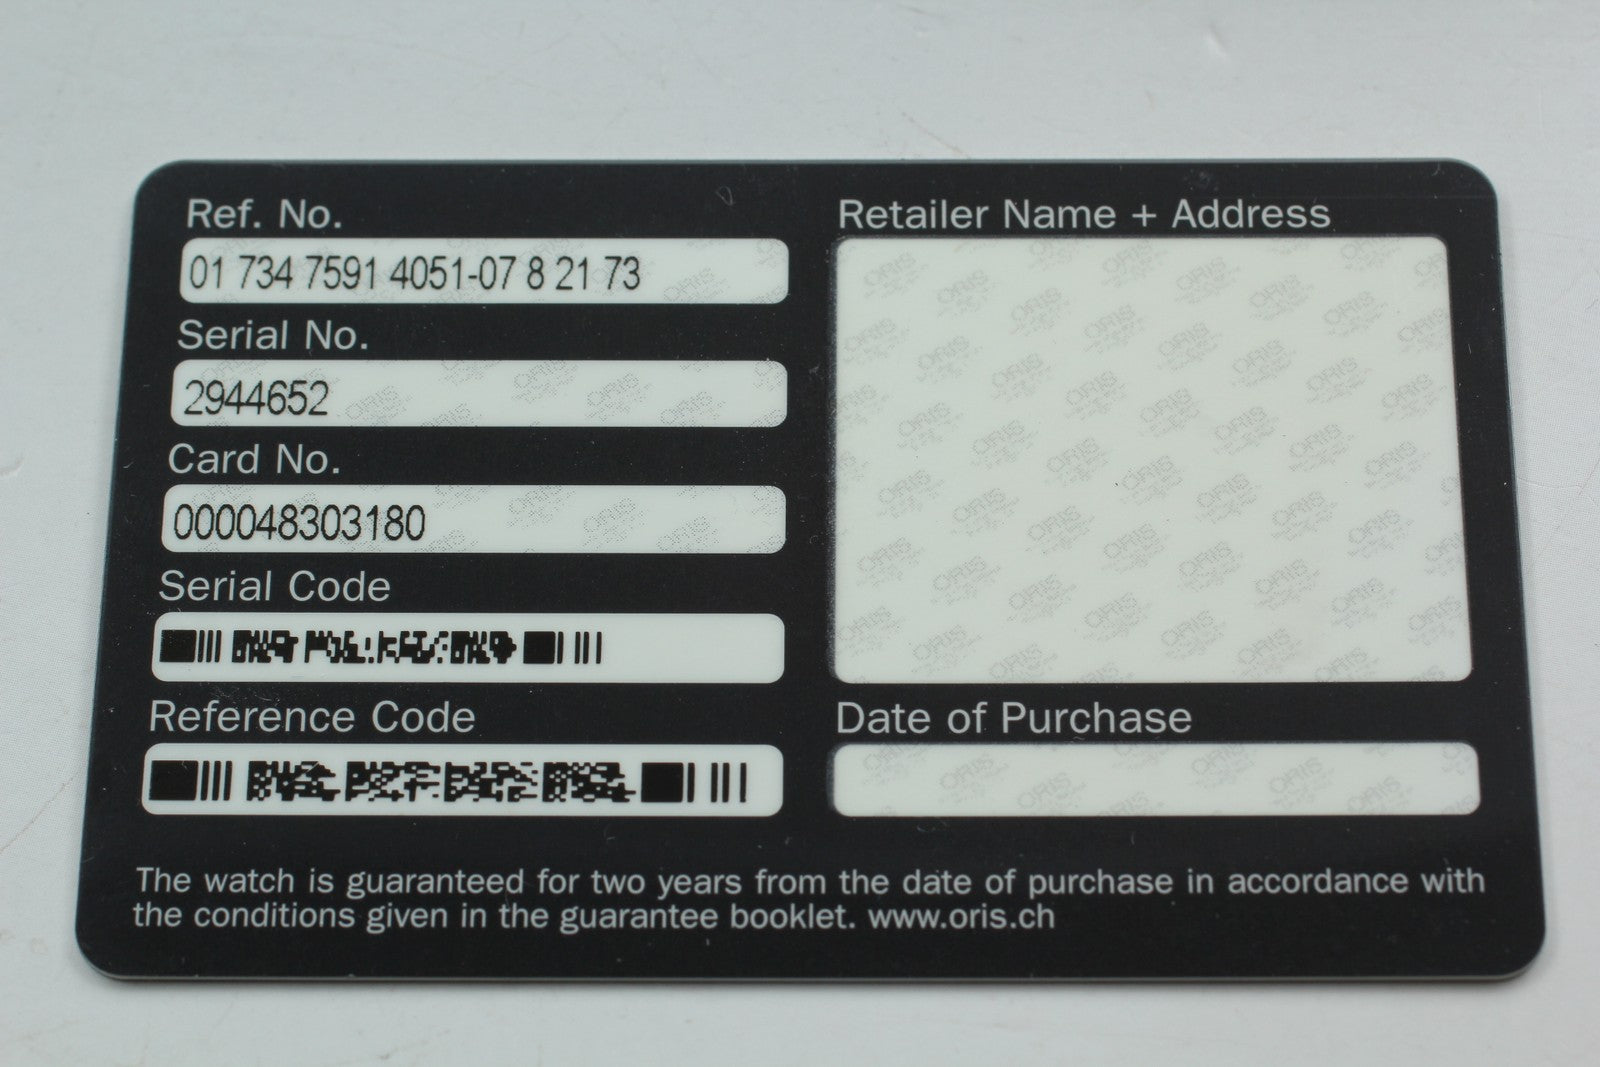 Ref. No.
01 734 7591 4051-07 8 21 73
Serial No.
2944652
Card No.
000048303180
Serial Code
Reference Code
Retailer Name + Address
Date of Purchase
The watch is guaranteed for two years from the date of purchase in accordance with
the conditions given in the guarantee booklet. www.oris.ch